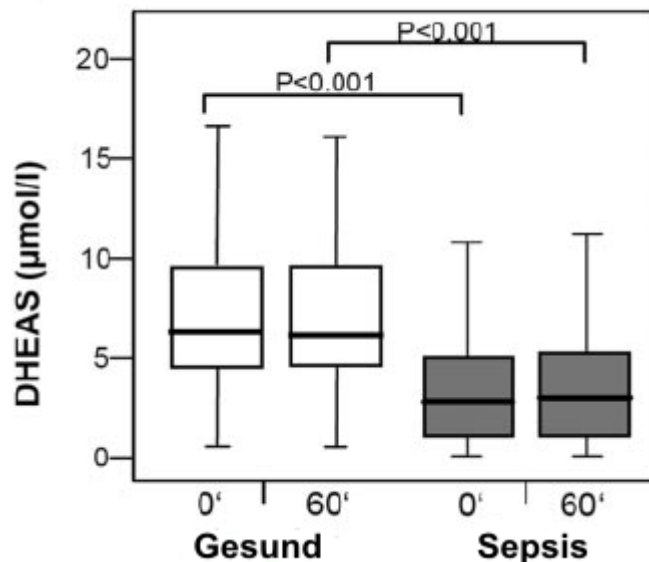 P<0.001
20
P<0.001
15
DHEAS (µmol/l)
10
5
0
0‘ 60‘ 0‘ 60‘
Gesund Sepsis